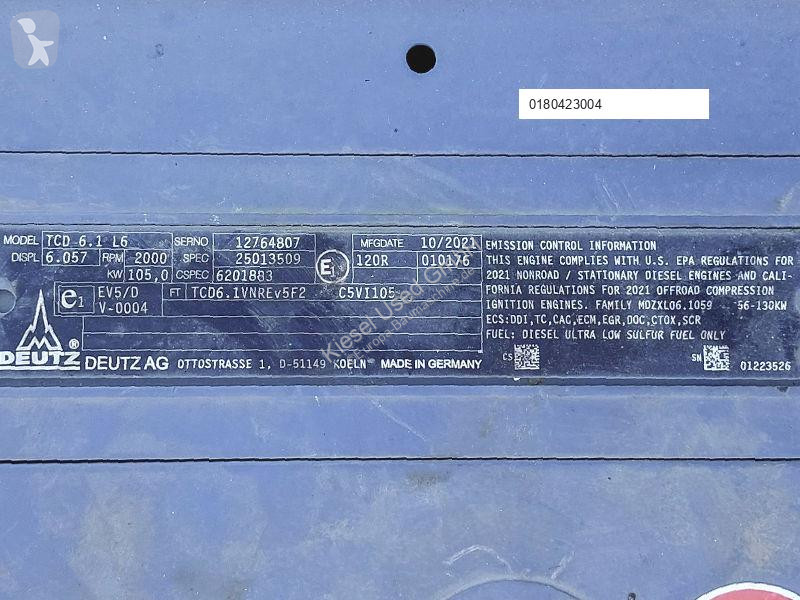 0180423004
MODEL TCD 6.1 L6 SERNO 12764807 MFGDATE 10/2021
DISPL 6.057 RPM 2000 SPEC 25013509 E1 120R 010176
KW 105,0 CSPEC 6201883
e1 EV5/D FT TCD6.1VNREv5F2 C5VI105
V-0004
DEUTZ ® DEUTZ AG OTTOSTRASSE 1, D-51149 KOELN MADE IN GERMANY
EMISSION CONTROL INFORMATION
THIS ENGINE COMPLIES WITH U.S. EPA REGULATIONS FOR
2021 NONROAD / STATIONARY DIESEL ENGINES AND CALI-
FORNIA REGULATIONS FOR 2021 OFFROAD COMPRESSION
IGNITION ENGINES. FAMILY MDZXL06.1059 56-130KW
ECS:DDI,TC,CAC,ECM,EGR,DOC,CTOX,SCR
FUEL: DIESEL ULTRA LOW SULFUR FUEL ONLY
CS SN 01223526
Kiesel Used GmbH